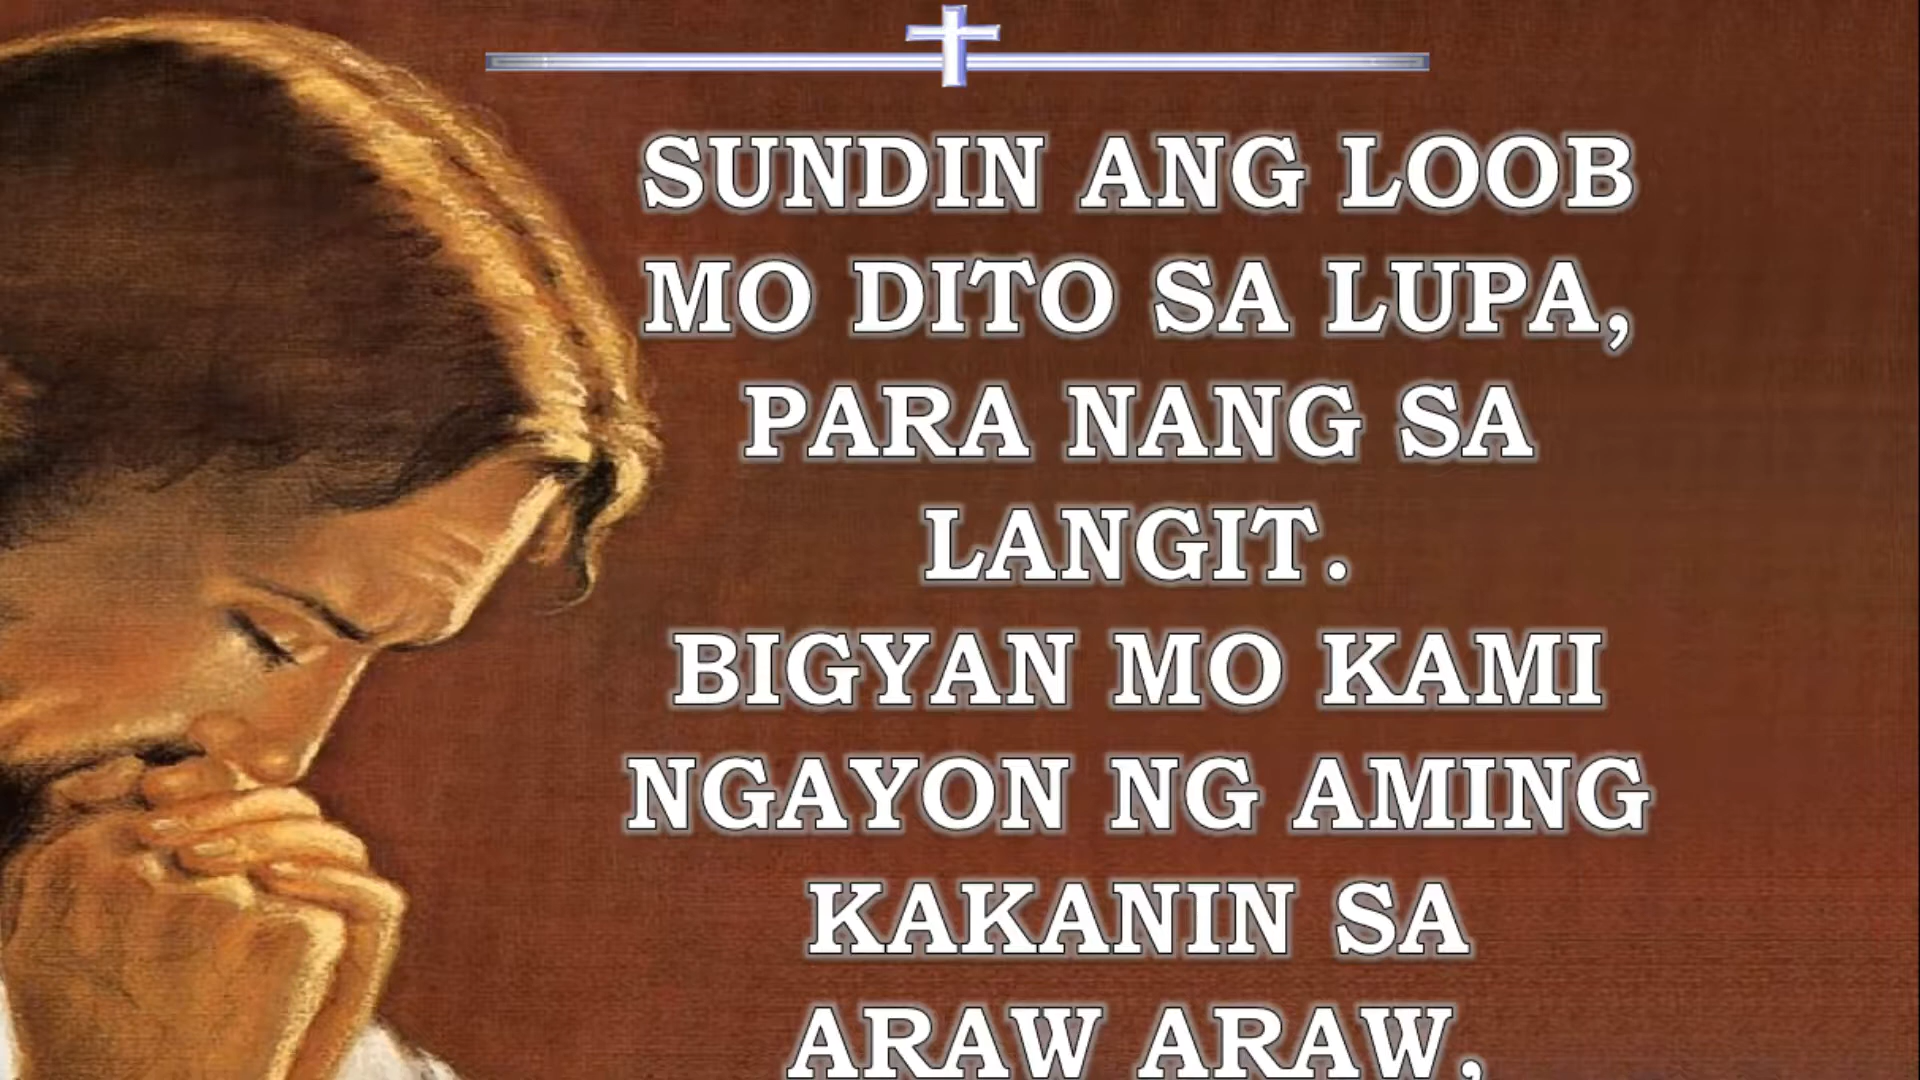 SUNDIN ANG LOOB
MO DITO SA LUPA,
PARA NANG SA
LANGIT.
BIGYAN MO KAMI
NGAYON NG AMING
KAKANIN SA
ARAW ARAW,